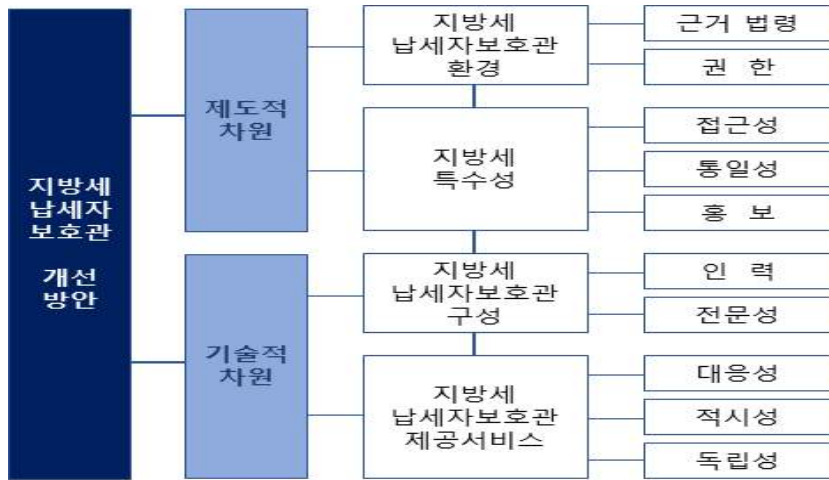 지방세
납세자
보호관
개선
방안
제도적
차원
기술적
차원
지방세
납세자보호관
환경
지방세
특수성
지방세
납세자보호관
구성
지방세
납세자보호관
제공서비스
근거 법령
권 한
접근성
통일성
홍 보
인 력
전문성
대응성
적시성
독립성